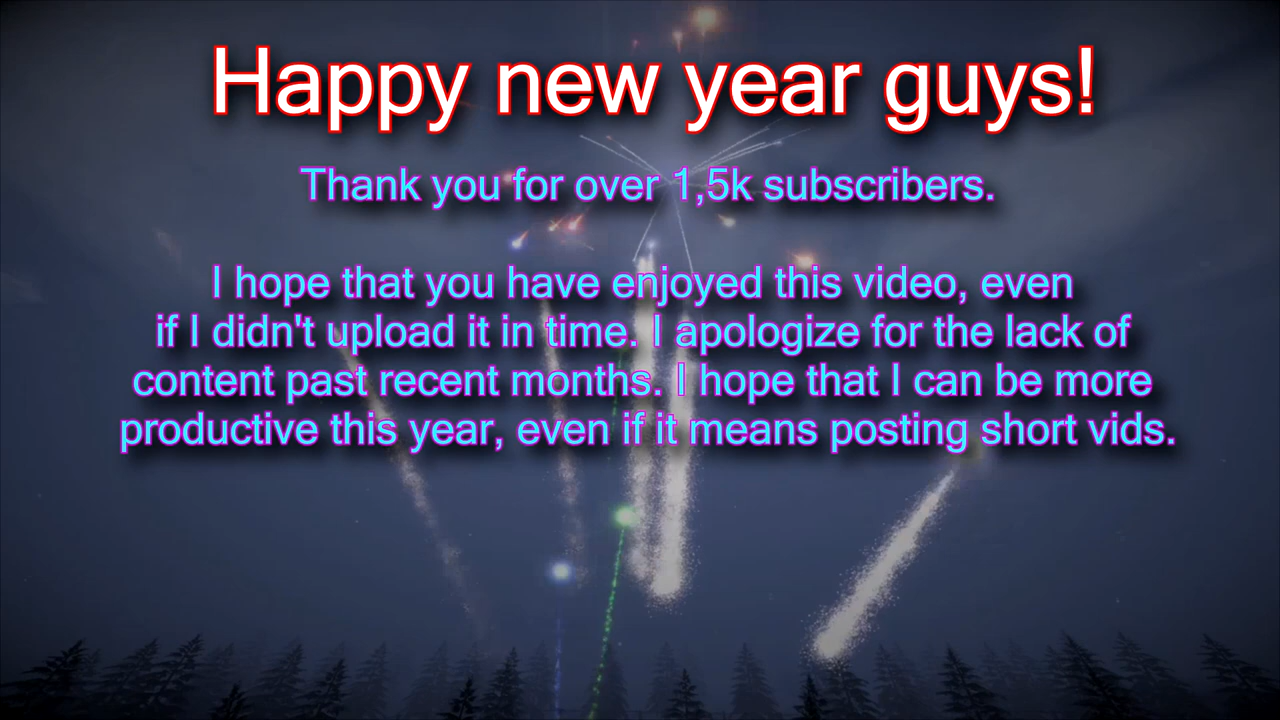 Happy new year guys!
Thank you for over 1,5k subscribers.
I hope that you have enjoyed this video, even
if I didn't upload it in time. I apologize for the lack of
content past recent months. I hope that I can be more
productive this year, even if it means posting short vids.